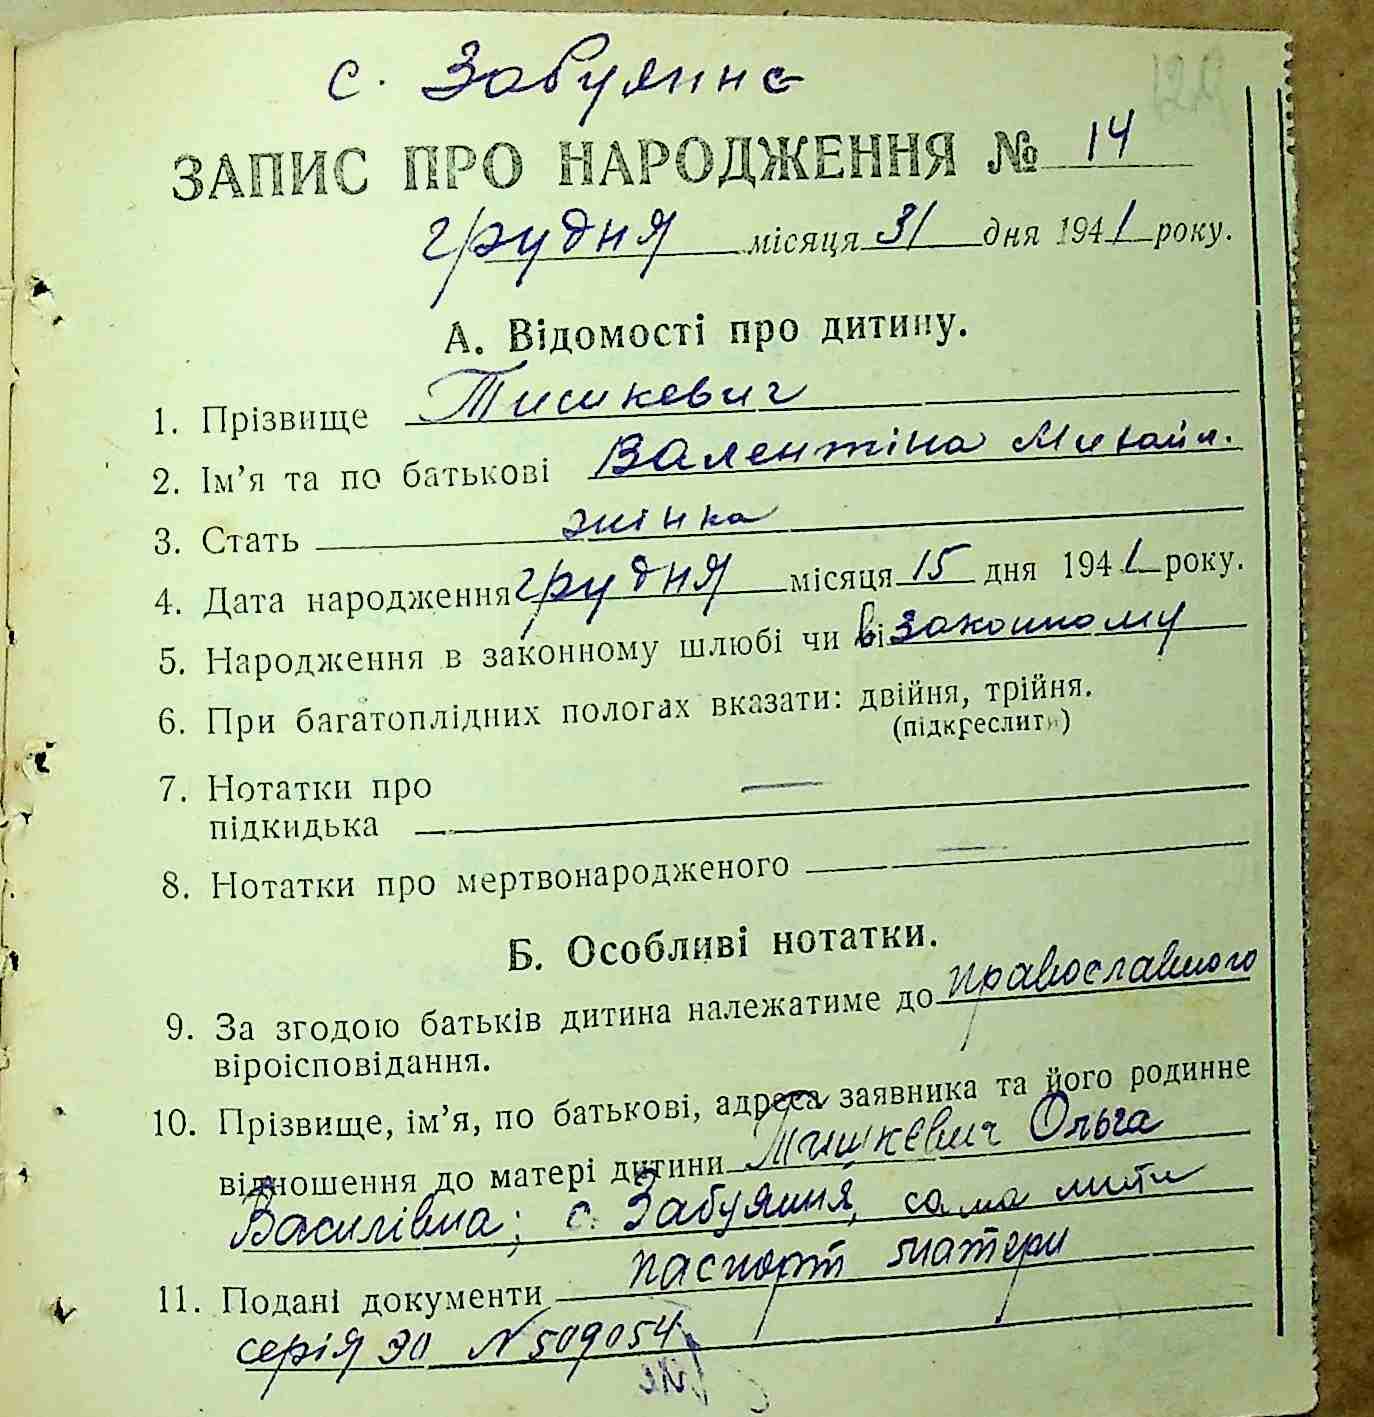 с. Забуяння
ЗАПИС ПРО НАРОДЖЕННЯ № 14
грудня місяця 31 дня 1941 року.
А. Відомості про дитину.
1. Прізвище Тишкевич
2. Ім’я та по батькові Валентіна Михайл.
3. Стать жінка
4. Дата народження грудня місяця 15 дня 1941 року.
5. Народження в законному шлюбі чи ві законному
6. При багатоплідних пологах вказати: двійня, трійня.
(підкреслити)
7. Нотатки про —
підкидька
8. Нотатки про мертвонародженого —
Б. Особливі нотатки.
9. За згодою батьків дитина належатиме до православного
віроісповідання.
10. Прізвище, ім’я, по батькові, адреса заявника та його родинне
відношення до матері дитини Тишкевич Ольга
Василівна; с. Забуяння, сама мати
11. Подані документи паспорт матери
серія ЭО № 509054